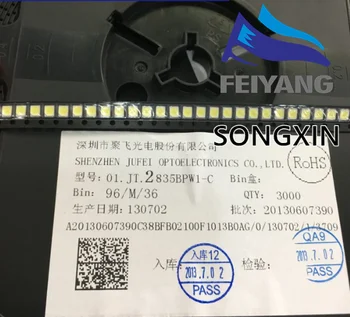 FEIYANG
SONGXIN
深圳市聚飞光电股份有限公司
SHENZHEN JUFEI OPTOELECTRONICS CO.,LTD.
RoHS
型号: 01.JT.2835BPW1-C Bin盒:
Bin: 96/M/36 QTY: 3000
生产日期: 130702 批次: 20130607390
A20130607390C38BFB02100F1013B0AG/0/130702/1/3709
入库: 检验:
入库12
2013.7.02
PASS
QA9
2013.7.02
PASS